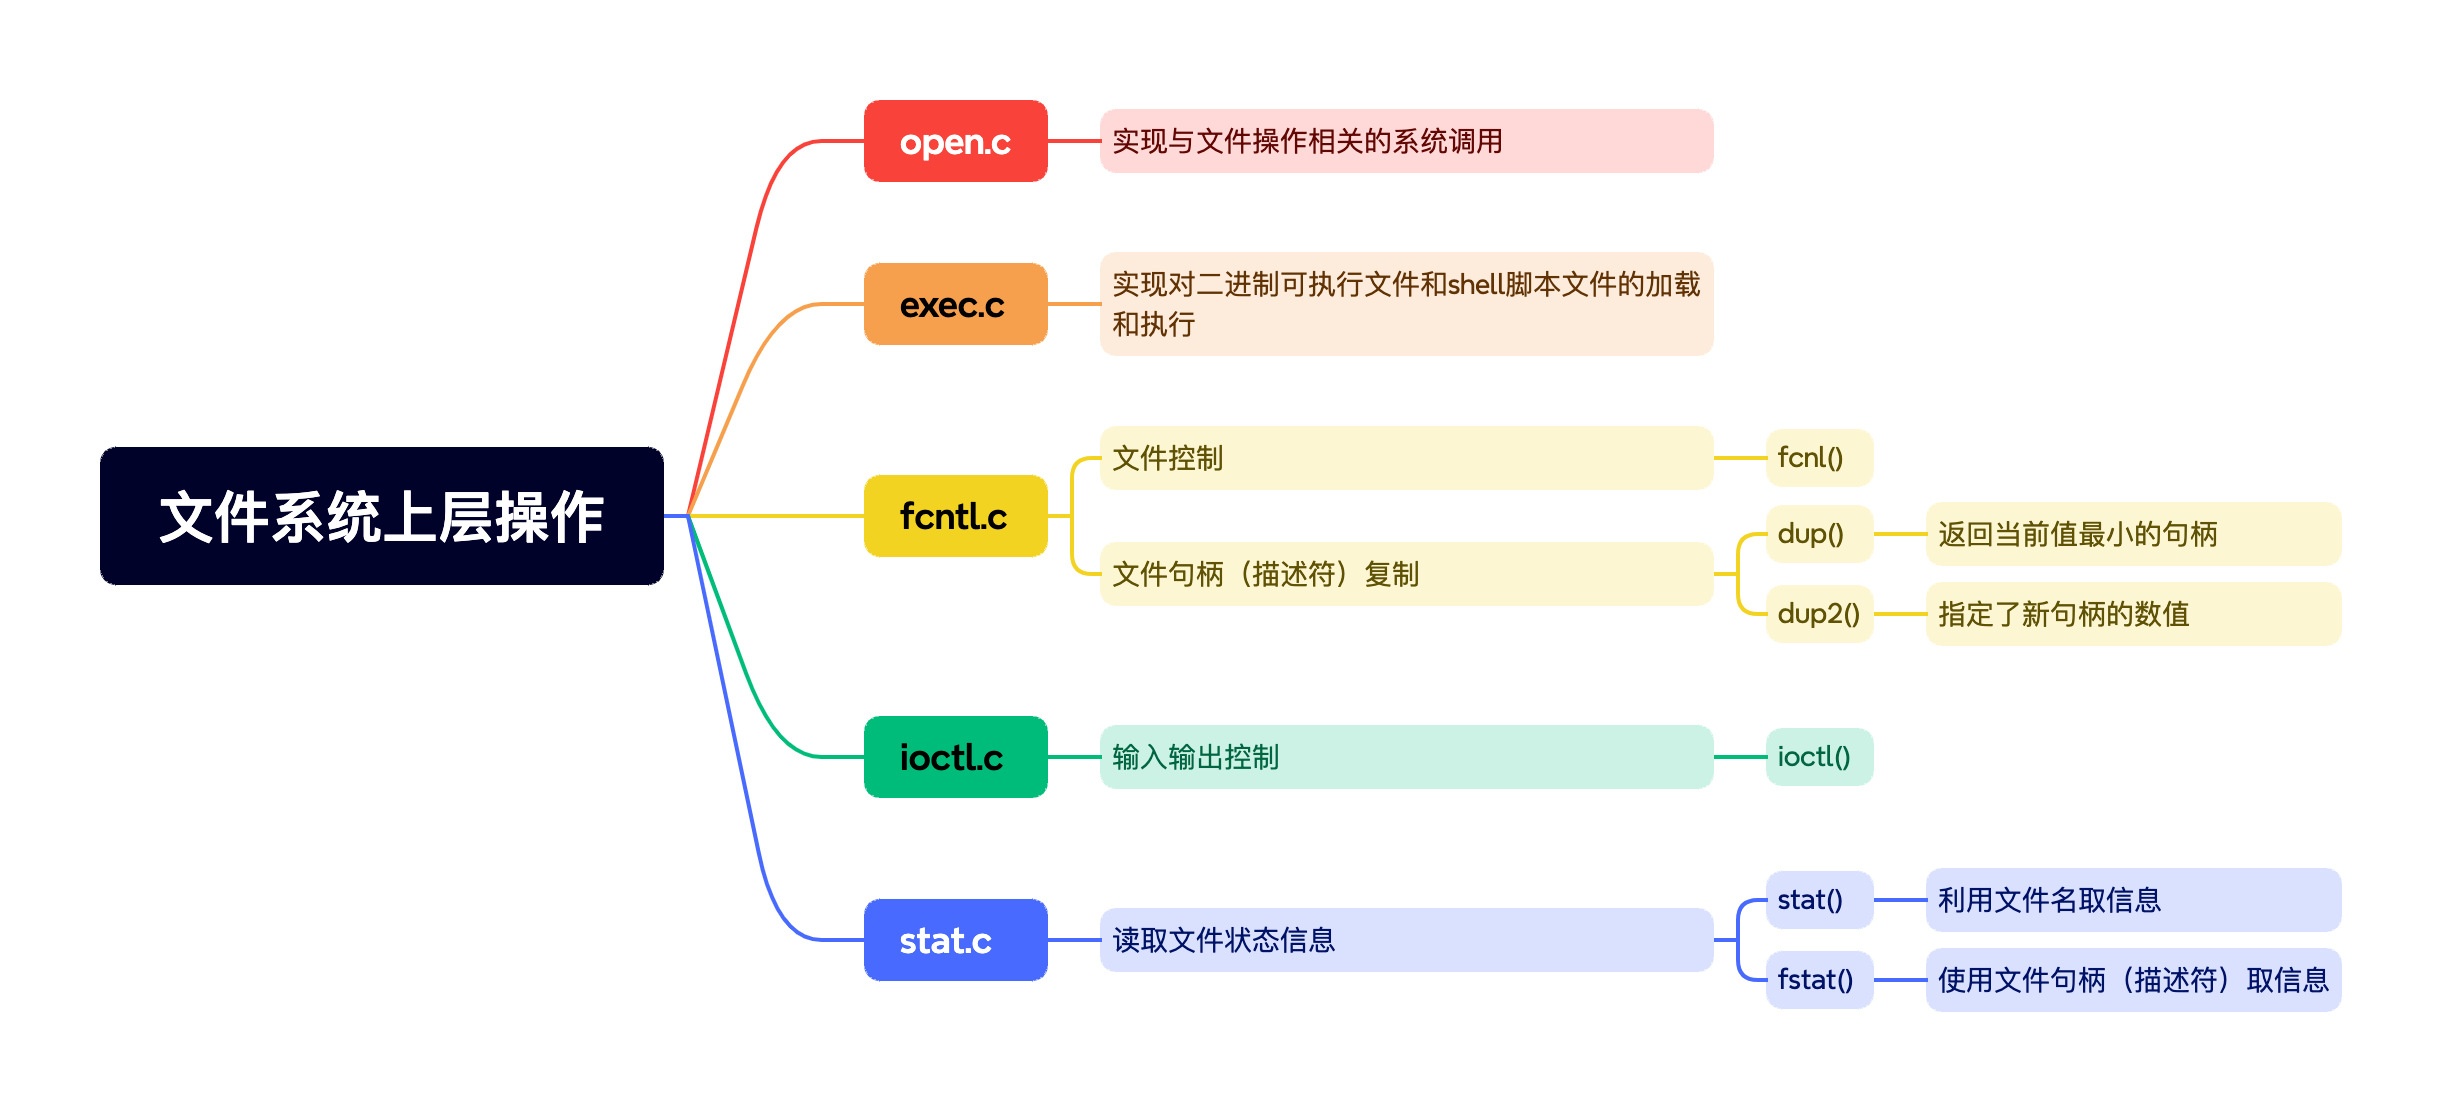 文件系统上层操作
open.c
实现与文件操作相关的系统调用
exec.c
实现对二进制可执行文件和shell脚本文件的加载
和执行
fcntl.c
文件控制
fcnl()
文件句柄（描述符）复制
dup()
返回当前值最小的句柄
dup2()
指定了新句柄的数值
ioctl.c
输入输出控制
ioctl()
stat.c
读取文件状态信息
stat()
利用文件名取信息
fstat()
使用文件句柄（描述符）取信息